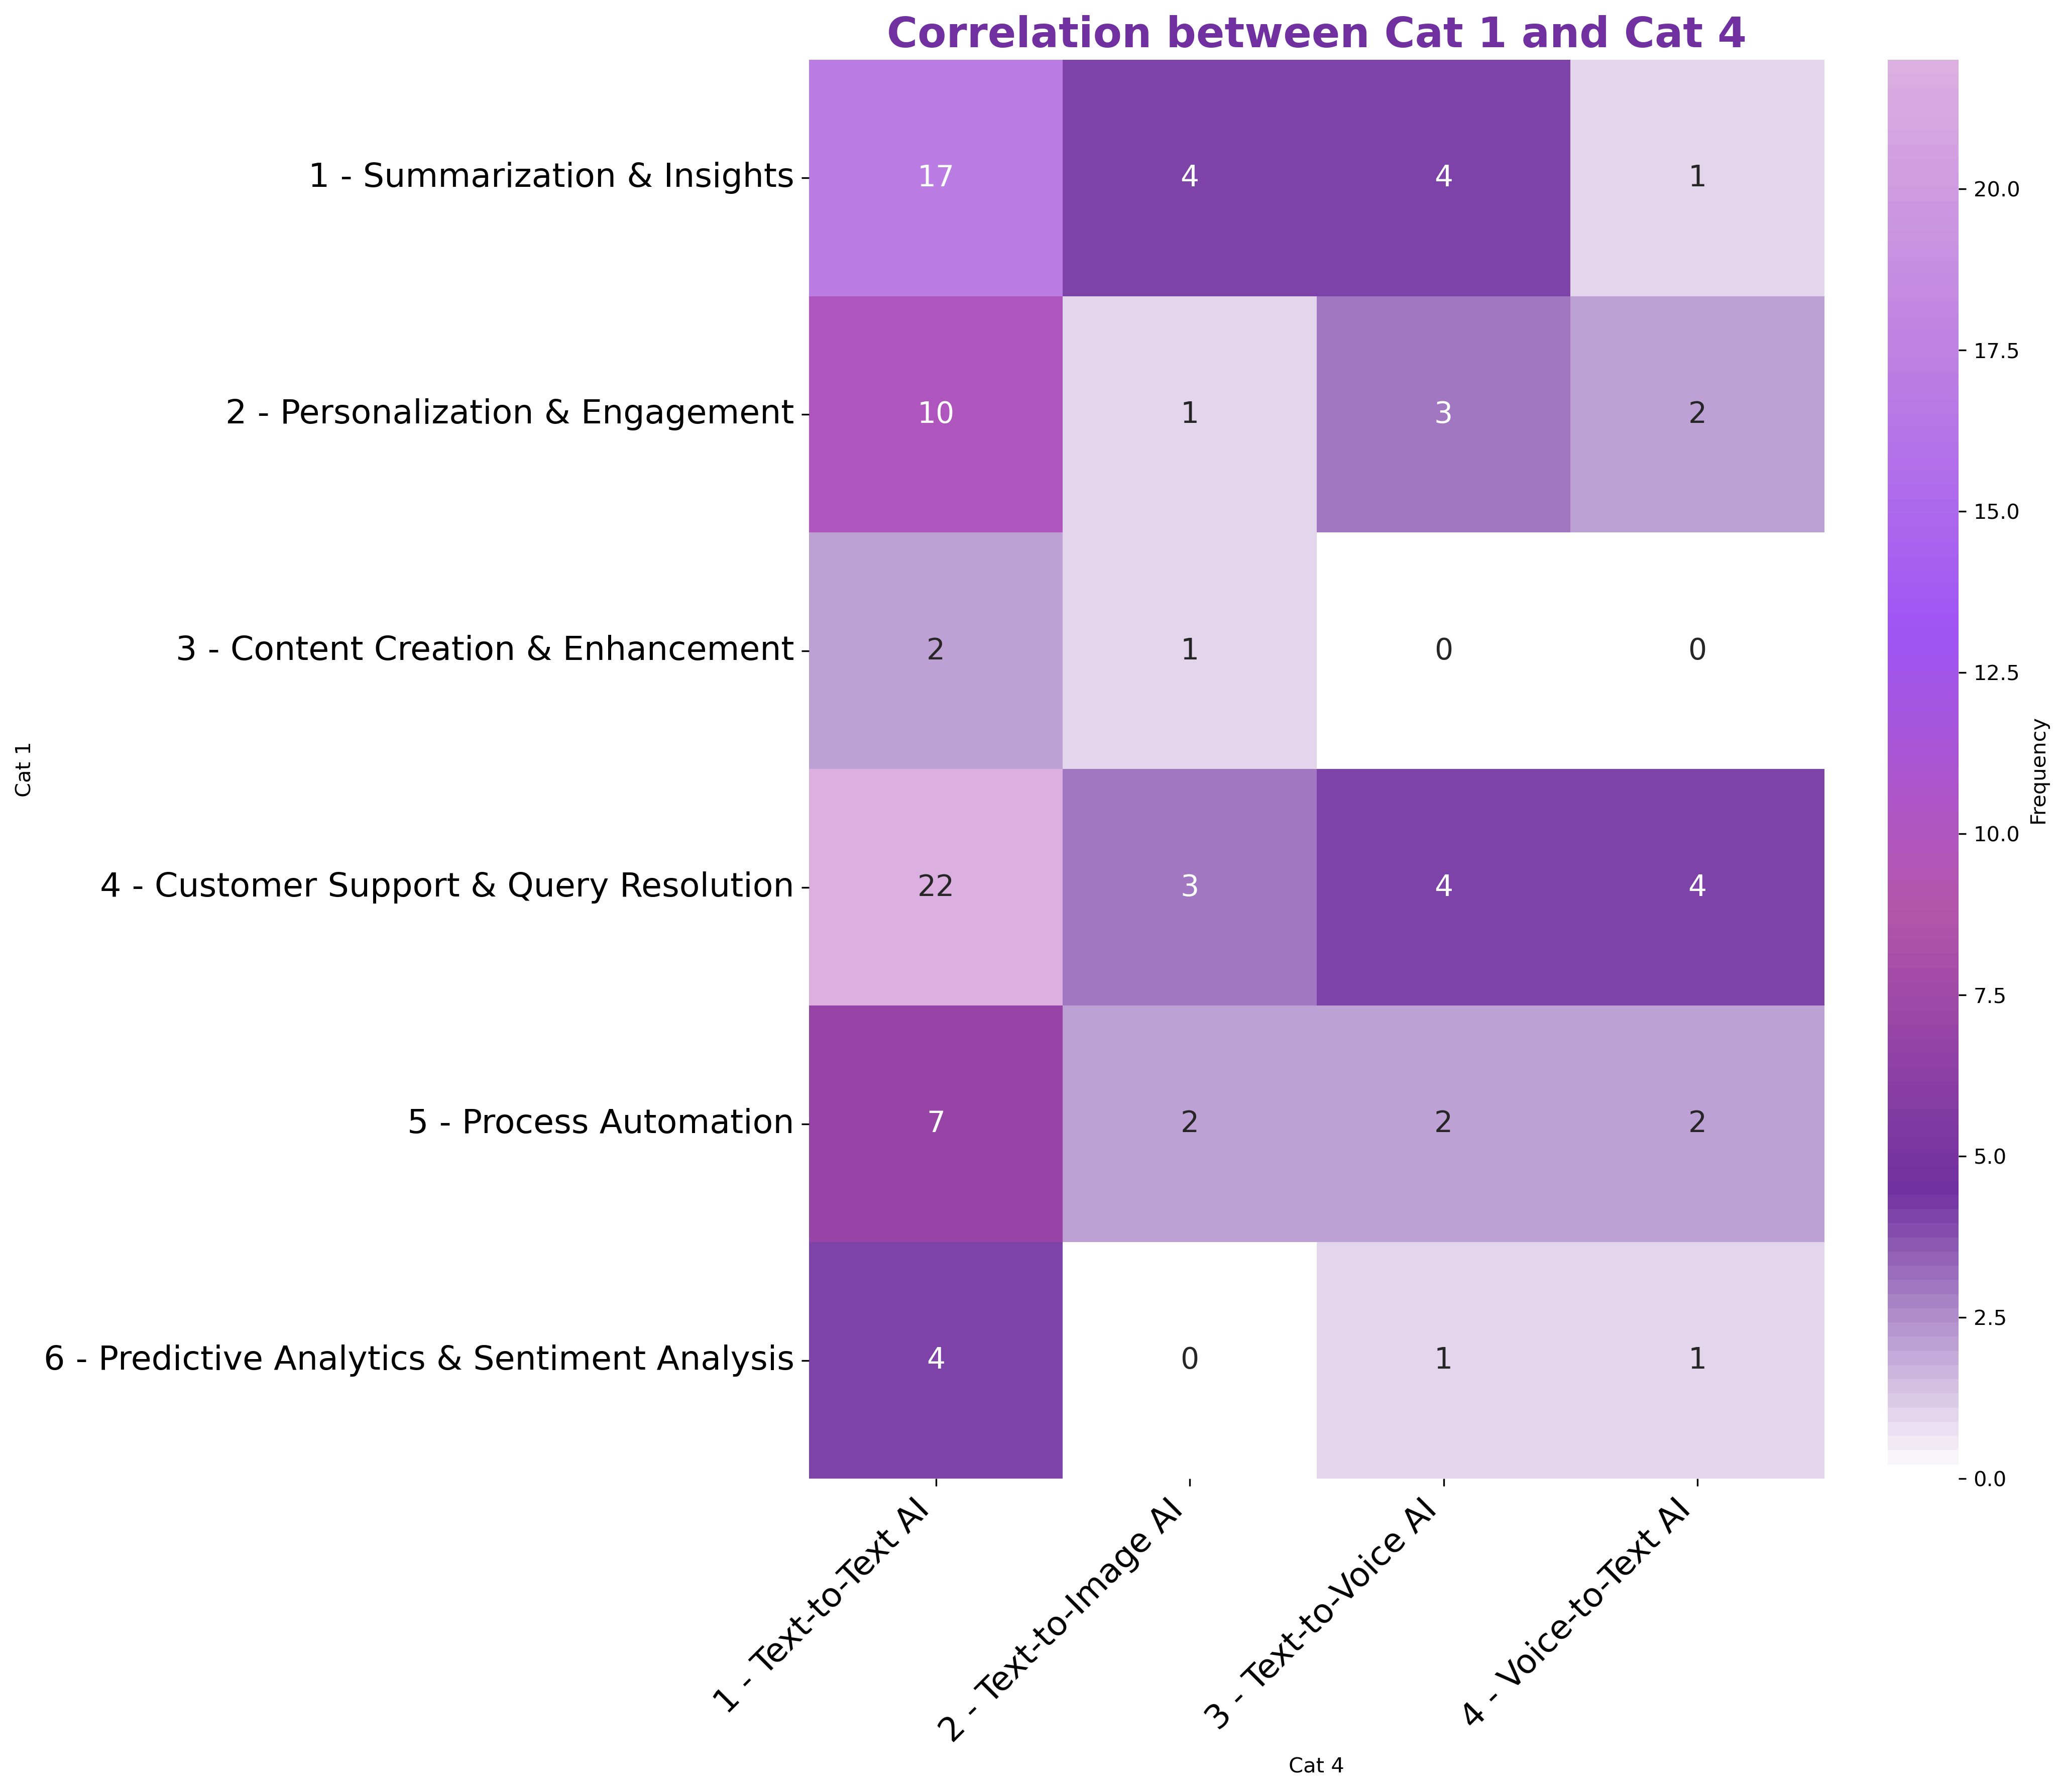 Correlation between Cat 1 and Cat 4
1 - Summarization & Insights 17 4 4 1
2 - Personalization & Engagement 10 1 3 2
3 - Content Creation & Enhancement 2 1 0 0
4 - Customer Support & Query Resolution 22 3 4 4
5 - Process Automation 7 2 2 2
6 - Predictive Analytics & Sentiment Analysis 4 0 1 1
Cat 1
1 - Text-to-Text AI
2 - Text-to-Image AI
3 - Text-to-Voice AI
4 - Voice-to-Text AI
Cat 4
20.0
17.5
15.0
12.5
10.0
7.5
5.0
2.5
0.0
Frequency